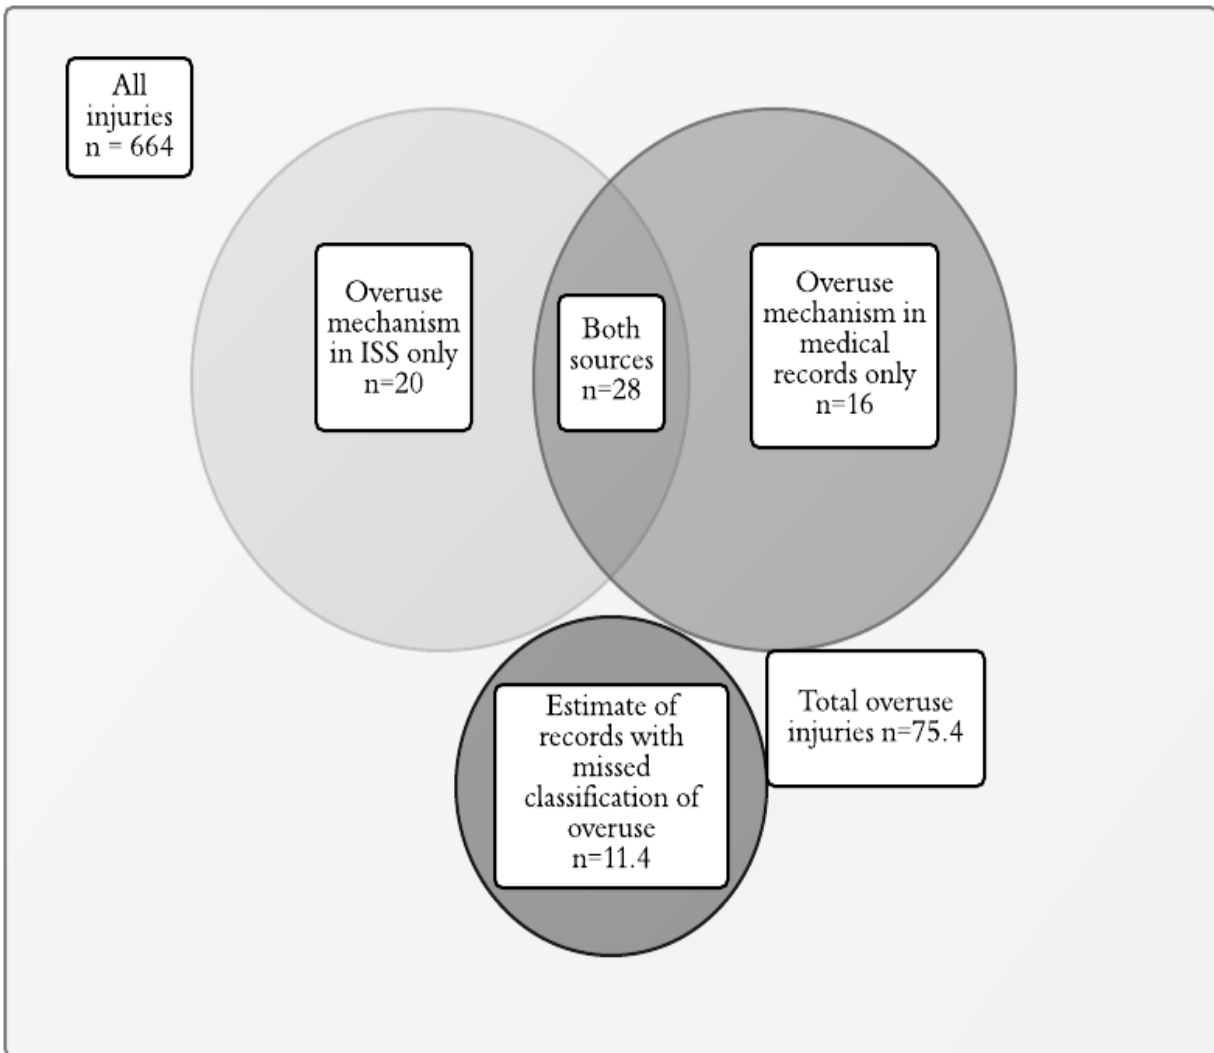 All
injuries
n = 664
Overuse
mechanism
in ISS only
n=20
Both
sources
n=28
Overuse
mechanism in
medical
records only
n=16
Estimate of
records with
missed
classification of
overuse
n=11.4
Total overuse
injuries n=75.4